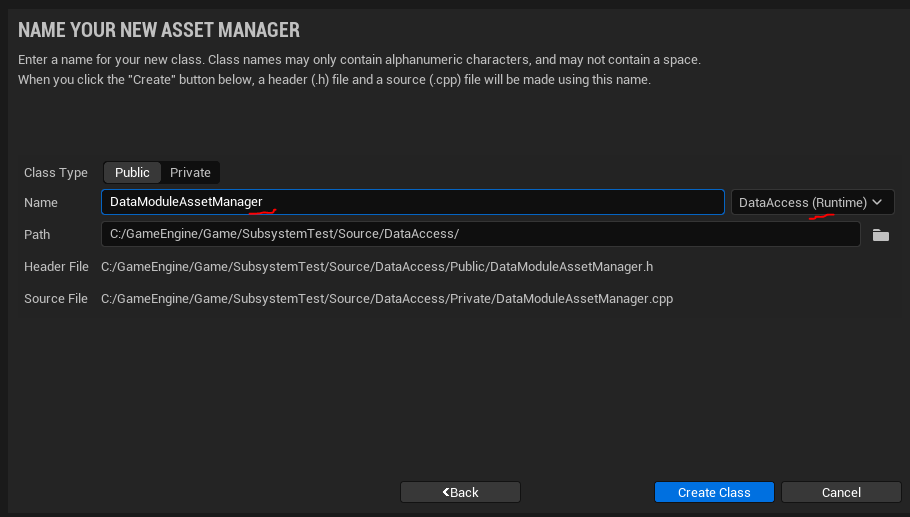 NAME YOUR NEW ASSET MANAGER
Enter a name for your new class. Class names may only contain alphanumeric characters, and may not contain a space.
When you click the "Create" button below, a header (.h) file and a source (.cpp) file will be made using this name.
Class Type Public Private
Name DataModuleAssetManager DataAccess (Runtime)
Path C:/GameEngine/Game/SubsystemTest/Source/DataAccess/
Header File C:/GameEngine/Game/SubsystemTest/Source/DataAccess/Public/DataModuleAssetManager.h
Source File C:/GameEngine/Game/SubsystemTest/Source/DataAccess/Private/DataModuleAssetManager.cpp
Back Create Class Cancel